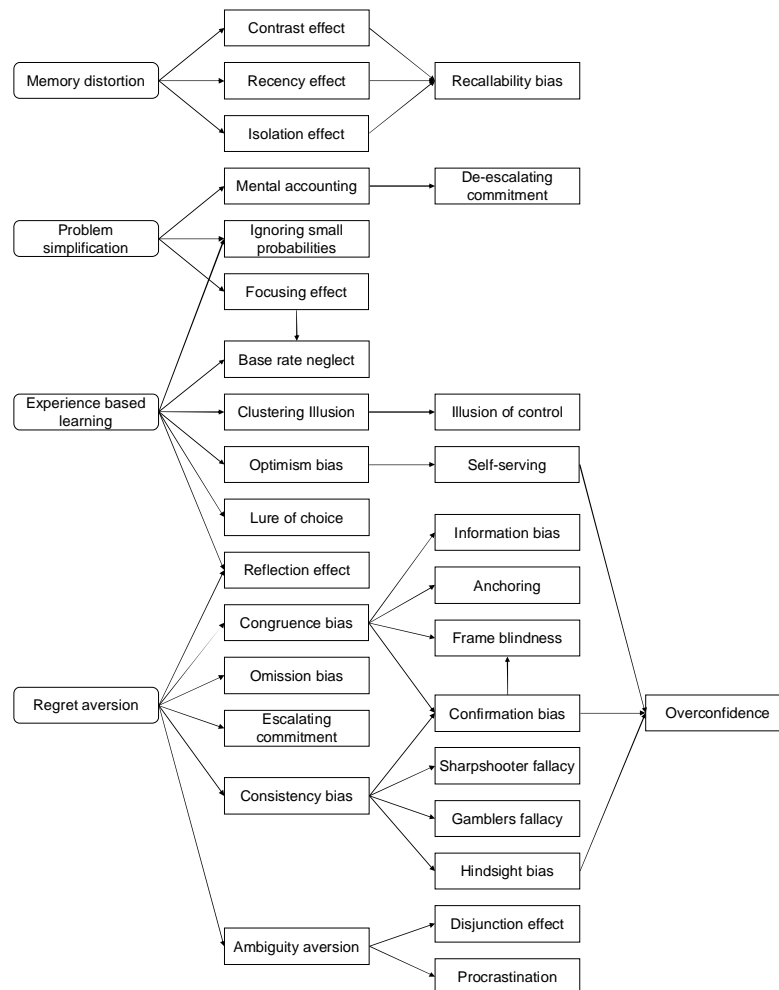 Contrast effect
Memory distortion
Recency effect
Recallability bias
Isolation effect
Mental accounting
De-escalating
commitment
Problem
simplification
Ignoring small
probabilities
Focusing effect
Base rate neglect
Experience based
learning
Clustering Illusion
Illusion of control
Optimism bias
Self-serving
Lure of choice
Information bias
Reflection effect
Anchoring
Congruence bias
Frame blindness
Omission bias
Regret aversion
Escalating
commitment
Confirmation bias
Overconfidence
Consistency bias
Sharpshooter fallacy
Gamblers fallacy
Hindsight bias
Ambiguity aversion
Disjunction effect
Procrastination